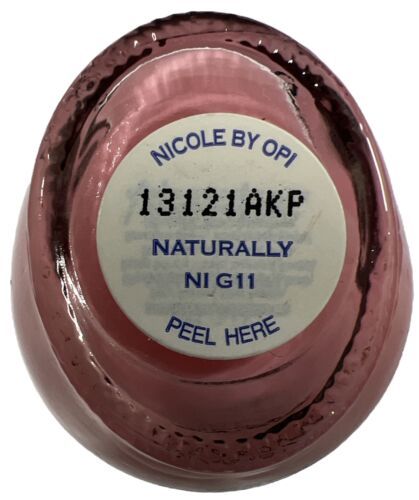 NICOLE BY OPI
13121AKP
NATURALLY
NI G11
PEEL HERE